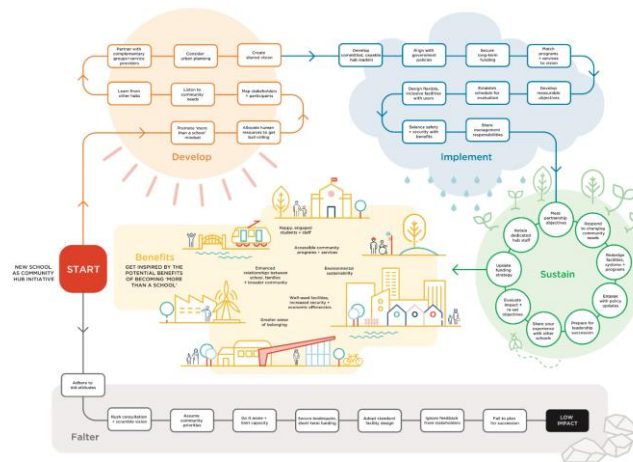 Partner with
complementary
groups+service
providers
Consider
urban planning
Create
shared vision
Learn from
other hubs
Listen to
community
needs
Map stakeholders
+ participants
Promote 'more
than a school'
mindset
Allocate human
resources to get
ball rolling
Develop
Develop
committed, capable
hub leaders
Align with
government
policies
Secure
long-term
funding
Match
programs
+ services
to vision
Design flexible,
inclusive facilities
with users
Establish
schedule for
evaluation
Develop
measurable
objectives
Balance safety
+ security with
benefits
Share
management
responsibilities
Implement
Meet
partnership
objectives
Respond
to changing
community
needs
Redesign
facilities,
systems +
programs
Engage
with policy
updates
Prepare for
leadership
succession
Share your
experience
with other
schools
Evaluate
impact +
re-set
objectives
Update
funding
strategy
Retain
dedicated
hub staff
Sustain
NEW SCHOOL
AS COMMUNITY
HUB INITIATIVE
START
Benefits
GET INSPIRED BY THE
POTENTIAL BENEFITS
OF BECOMING 'MORE
THAN A SCHOOL'
Happy, engaged
students + staff
Accessible community
programs + services
Enhanced
relationships between
school, families
+ broader community
Environmental
sustainability
Well-used facilities,
increased security +
economic efficiencies
Greater sense
of belonging
Adhere to
old attitudes
Rush consultation
+ scramble vision
Assume
community
priorities
Go it alone +
limit capacity
Secure inadequate,
short-term funding
Adopt standard
facility design
Ignore feedback
from stakeholders
Fail to plan
for succession
LOW
IMPACT
Falter